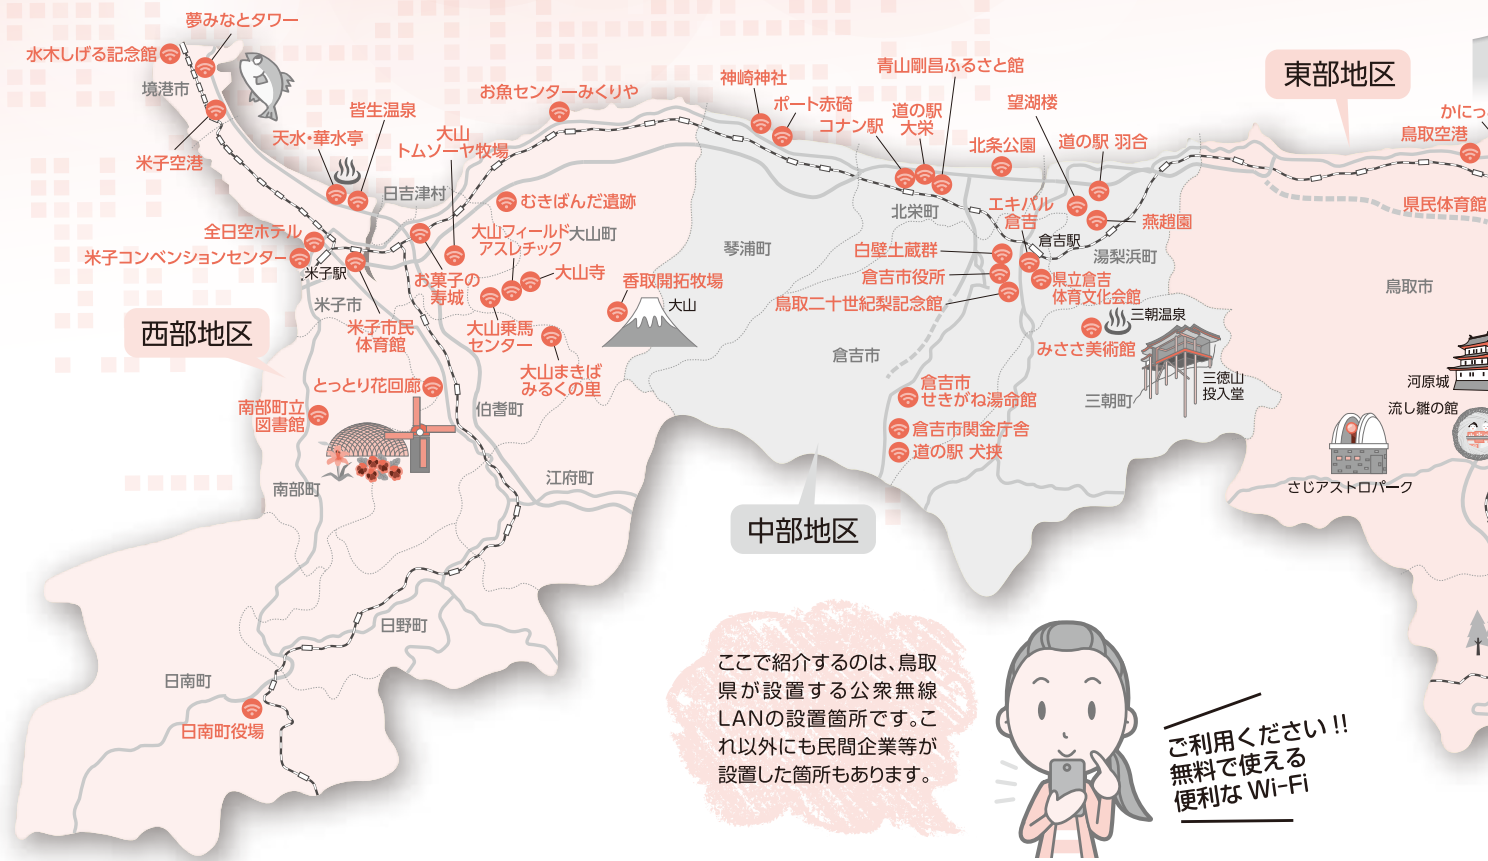 夢みなとタワー
水木しげる記念館
境港市
米子空港
皆生温泉
天水・華水亭
日吉津村
大山
トムソーヤ牧場
お魚センターみくりや
むきばんだ遺跡
大山フィールド
アスレチック
大山町
大山寺
全日空ホテル
米子コンベンションセンター
米子駅
米子市
お菓子の
寿城
米子市民
体育館
大山乗馬
センター
大山まきば
みるくの里
香取開拓牧場
大山
西部地区
とっとり花回廊
南部町立
図書館
伯耆町
南部町
江府町
日野町
日南町
日南町役場
神崎神社
ポート赤碕
コナン駅
道の駅
大栄
青山剛昌ふるさと館
望湖楼
北条公園
道の駅 羽合
北栄町
エキパル
倉吉
倉吉駅
燕趙園
湯梨浜町
琴浦町
白壁土蔵群
倉吉市役所
鳥取二十世紀梨記念館
県立倉吉
体育文化会館
三朝温泉
みささ美術館
倉吉市
三徳山
投入堂
三朝町
倉吉市
せきがね湯命館
倉吉市関金庁舎
道の駅 犬挟
中部地区
東部地区
かにっ
鳥取空港
県民体育館
鳥取市
河原城
流し雛の館
さじアストロパーク
ここで紹介するのは、鳥取
県が設置する公衆無線
LANの設置箇所です。こ
れ以外にも民間企業等が
設置した箇所もあります。
ご利用ください!!
無料で使える
便利な Wi-Fi